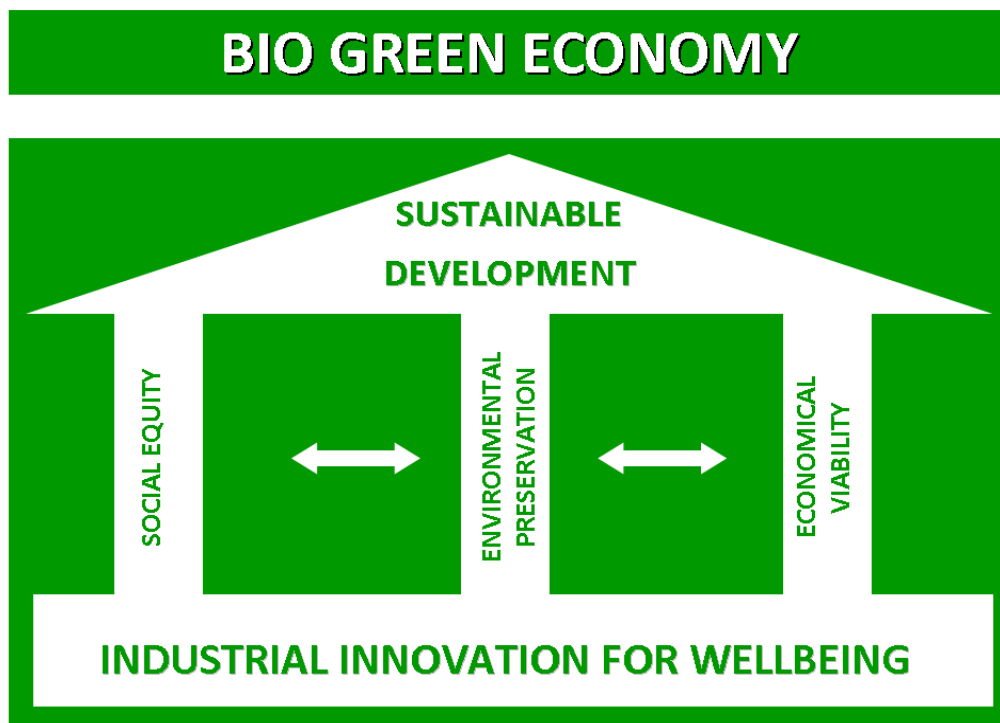 BIO GREEN ECONOMY
SUSTAINABLE
DEVELOPMENT
SOCIAL EQUITY
ENVIRONMENTAL
PRESERVATION
ECONOMICAL
VIABILITY
INDUSTRIAL INNOVATION FOR WELLBEING